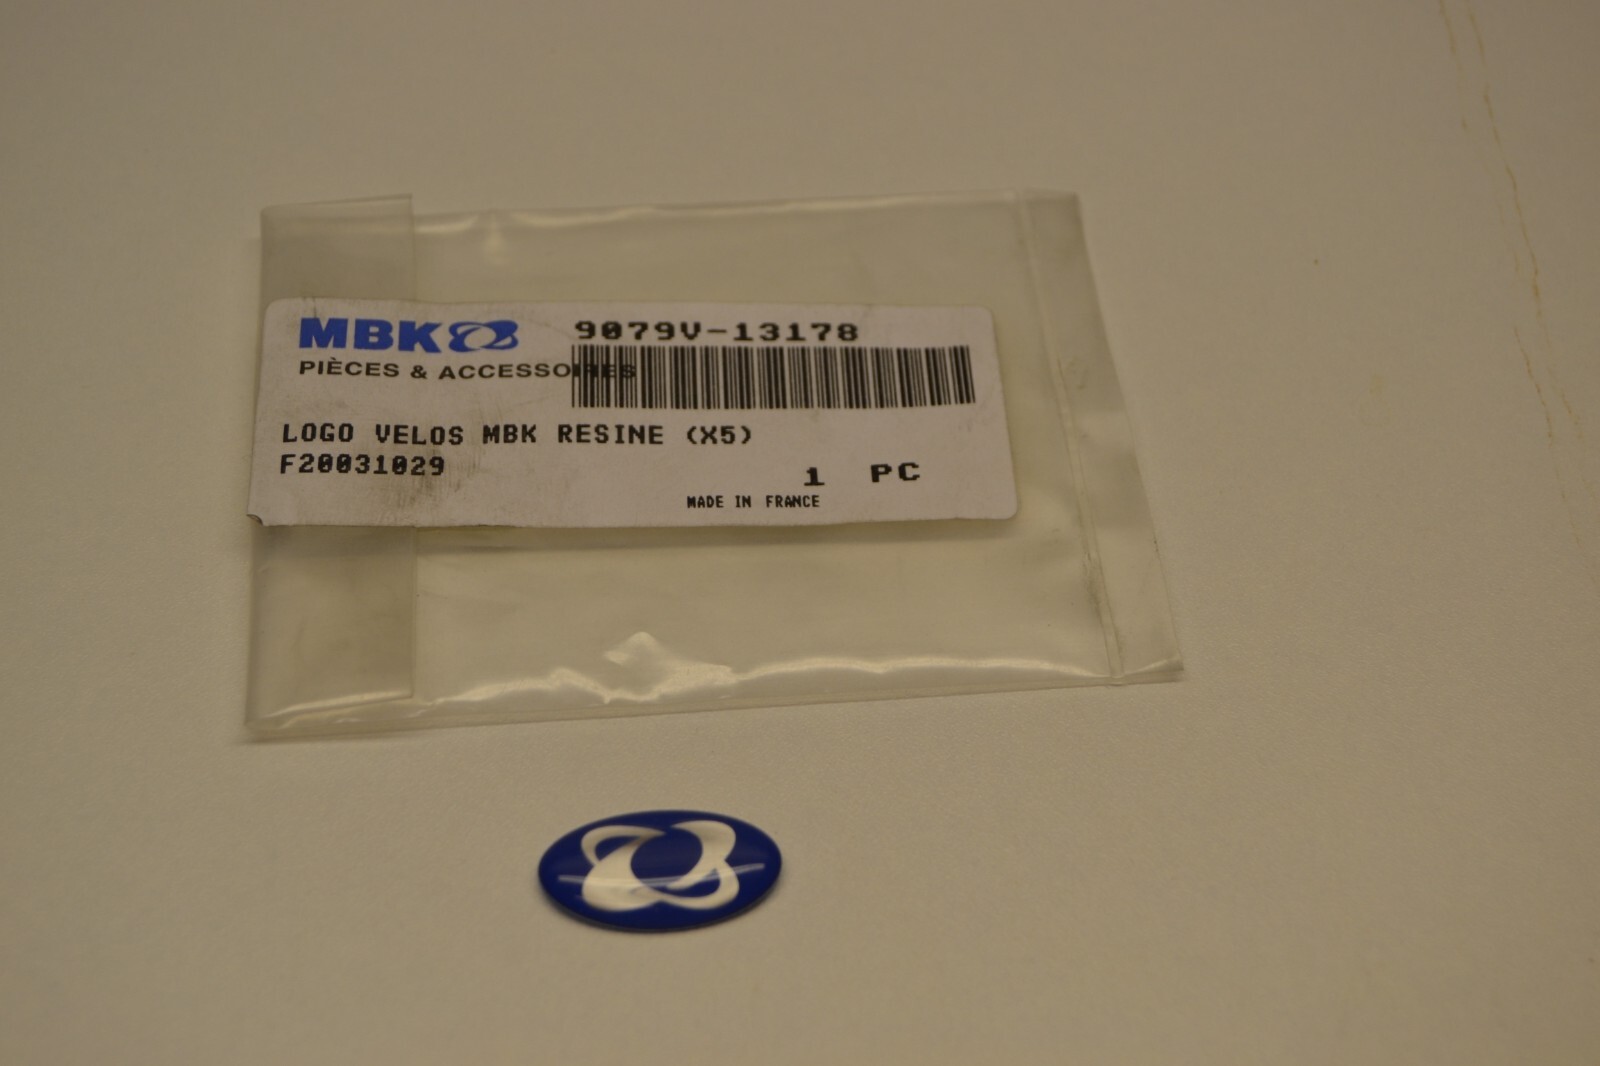 MBK
9079V-13178
PIÈCES & ACCESSOIRES
LOGO VELOS MBK RESINE (X5)
F20031029
1 PC
MADE IN FRANCE